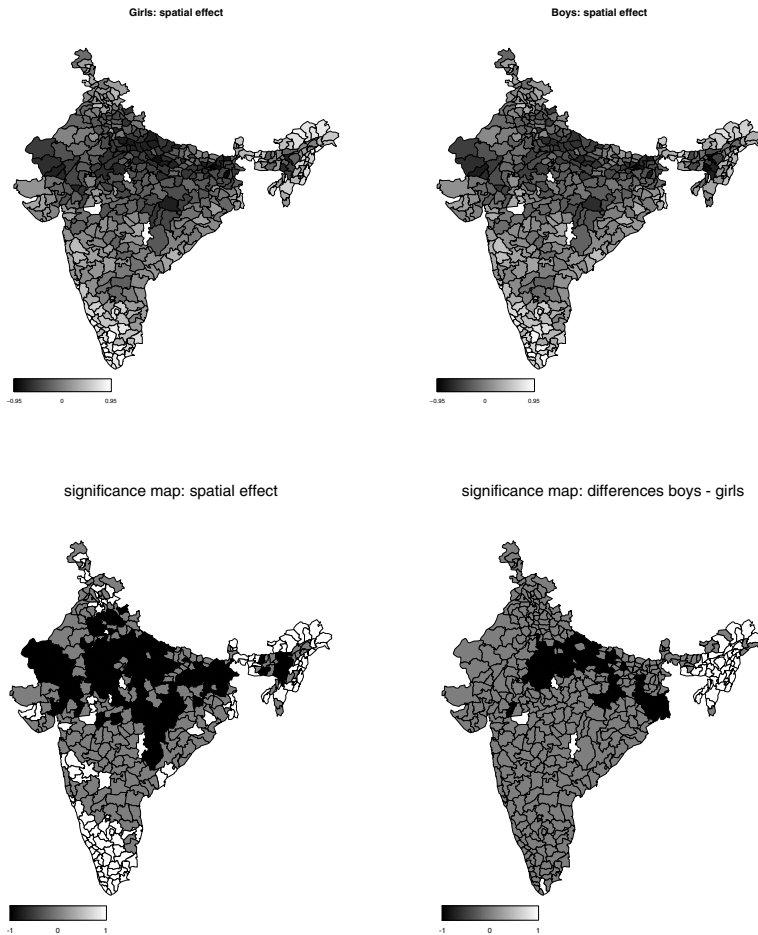 Girls: spatial effect
Boys: spatial effect
-0.95 0 0.95
-0.95 0 0.95
significance map: spatial effect
significance map: differences boys - girls
-1 0 1
-1 0 1